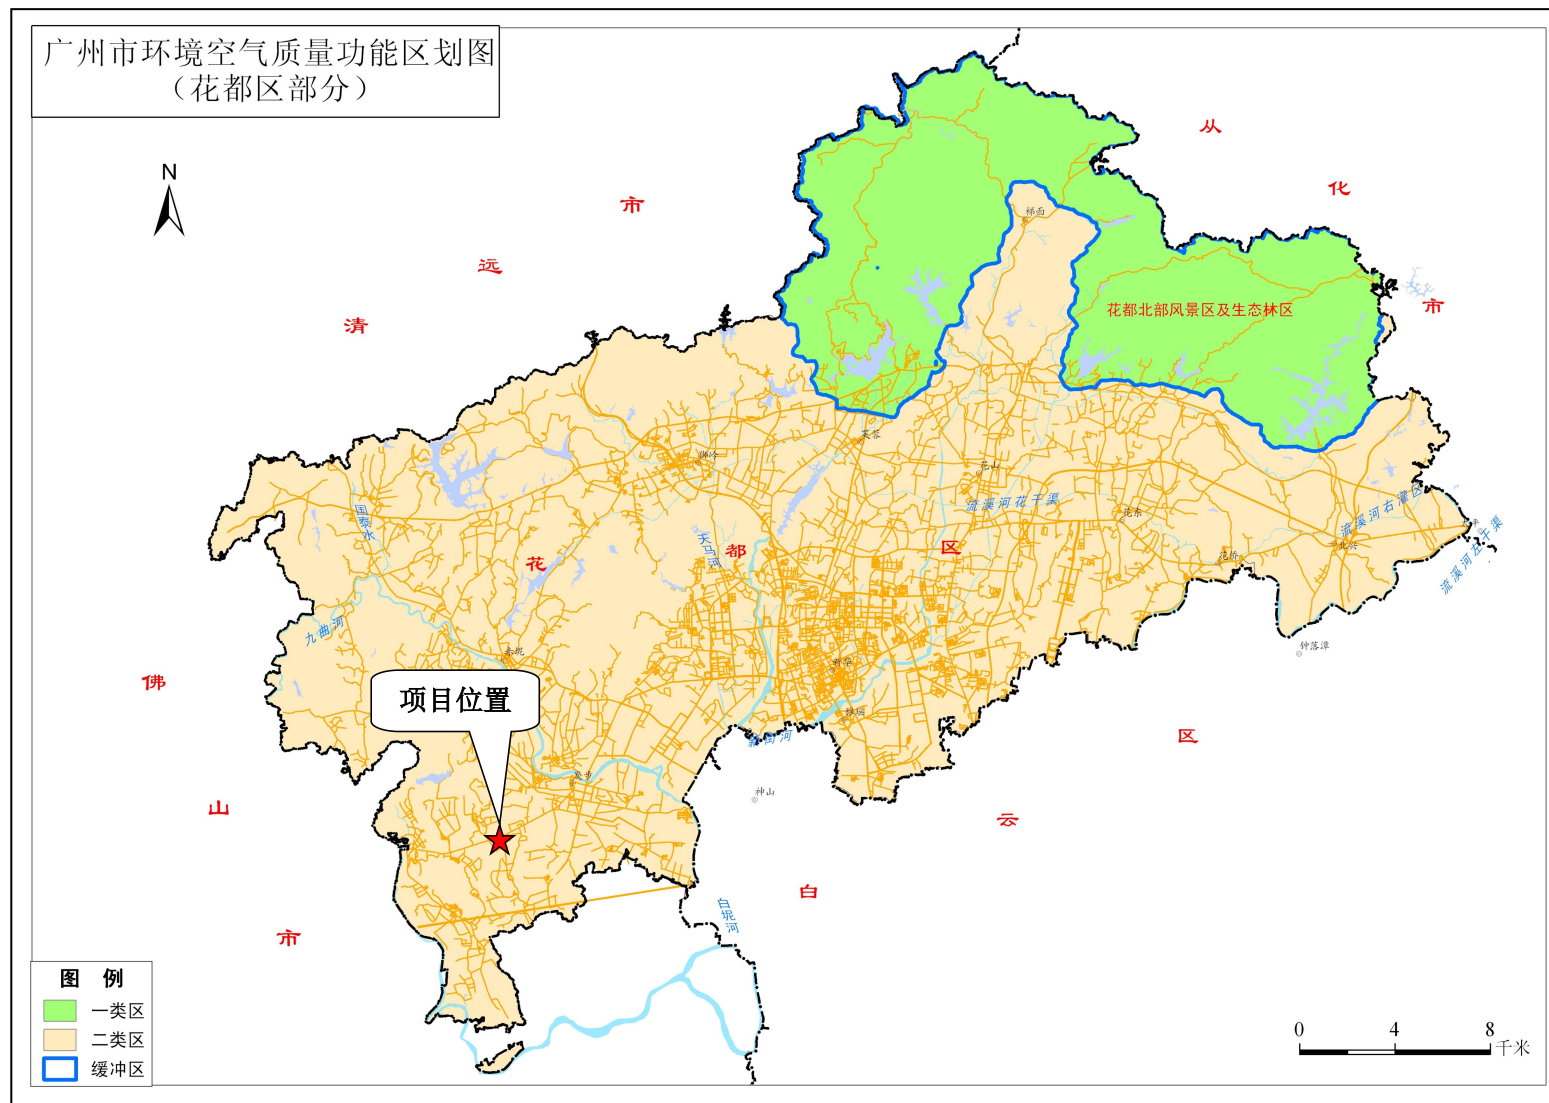 广州市环境空气质量功能区划图
（花都区部分）
N
从
化
市
市
远
清
梯面
花都北部风景区及生态林区
芙蓉
狮岭
花山
流溪河花干渠
花东
流溪河右灌区
北兴
流溪河左干渠
花桥
国泰水
天马河
花
都
区
九曲河
赤坭
新华
钟落潭
佛
山
市
项目位置
雅瑶
新街河
炭步
神山
区
云
白
白坭河
图 例
一类区
二类区
缓冲区
0 4 8
千米